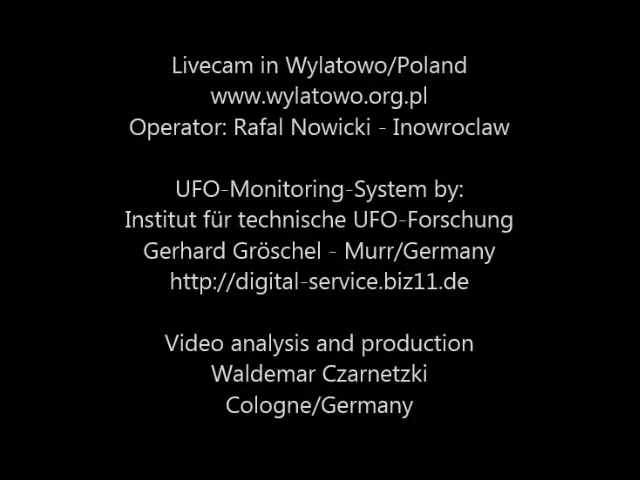 Livecam in Wylatowo/Poland
www.wylatowo.org.pl
Operator: Rafal Nowicki - Inowroclaw
UFO-Monitoring-System by:
Institut für technische UFO-Forschung
Gerhard Gröschel - Murr/Germany
http://digital-service.biz11.de
Video analysis and production
Waldemar Czarnetzki
Cologne/Germany